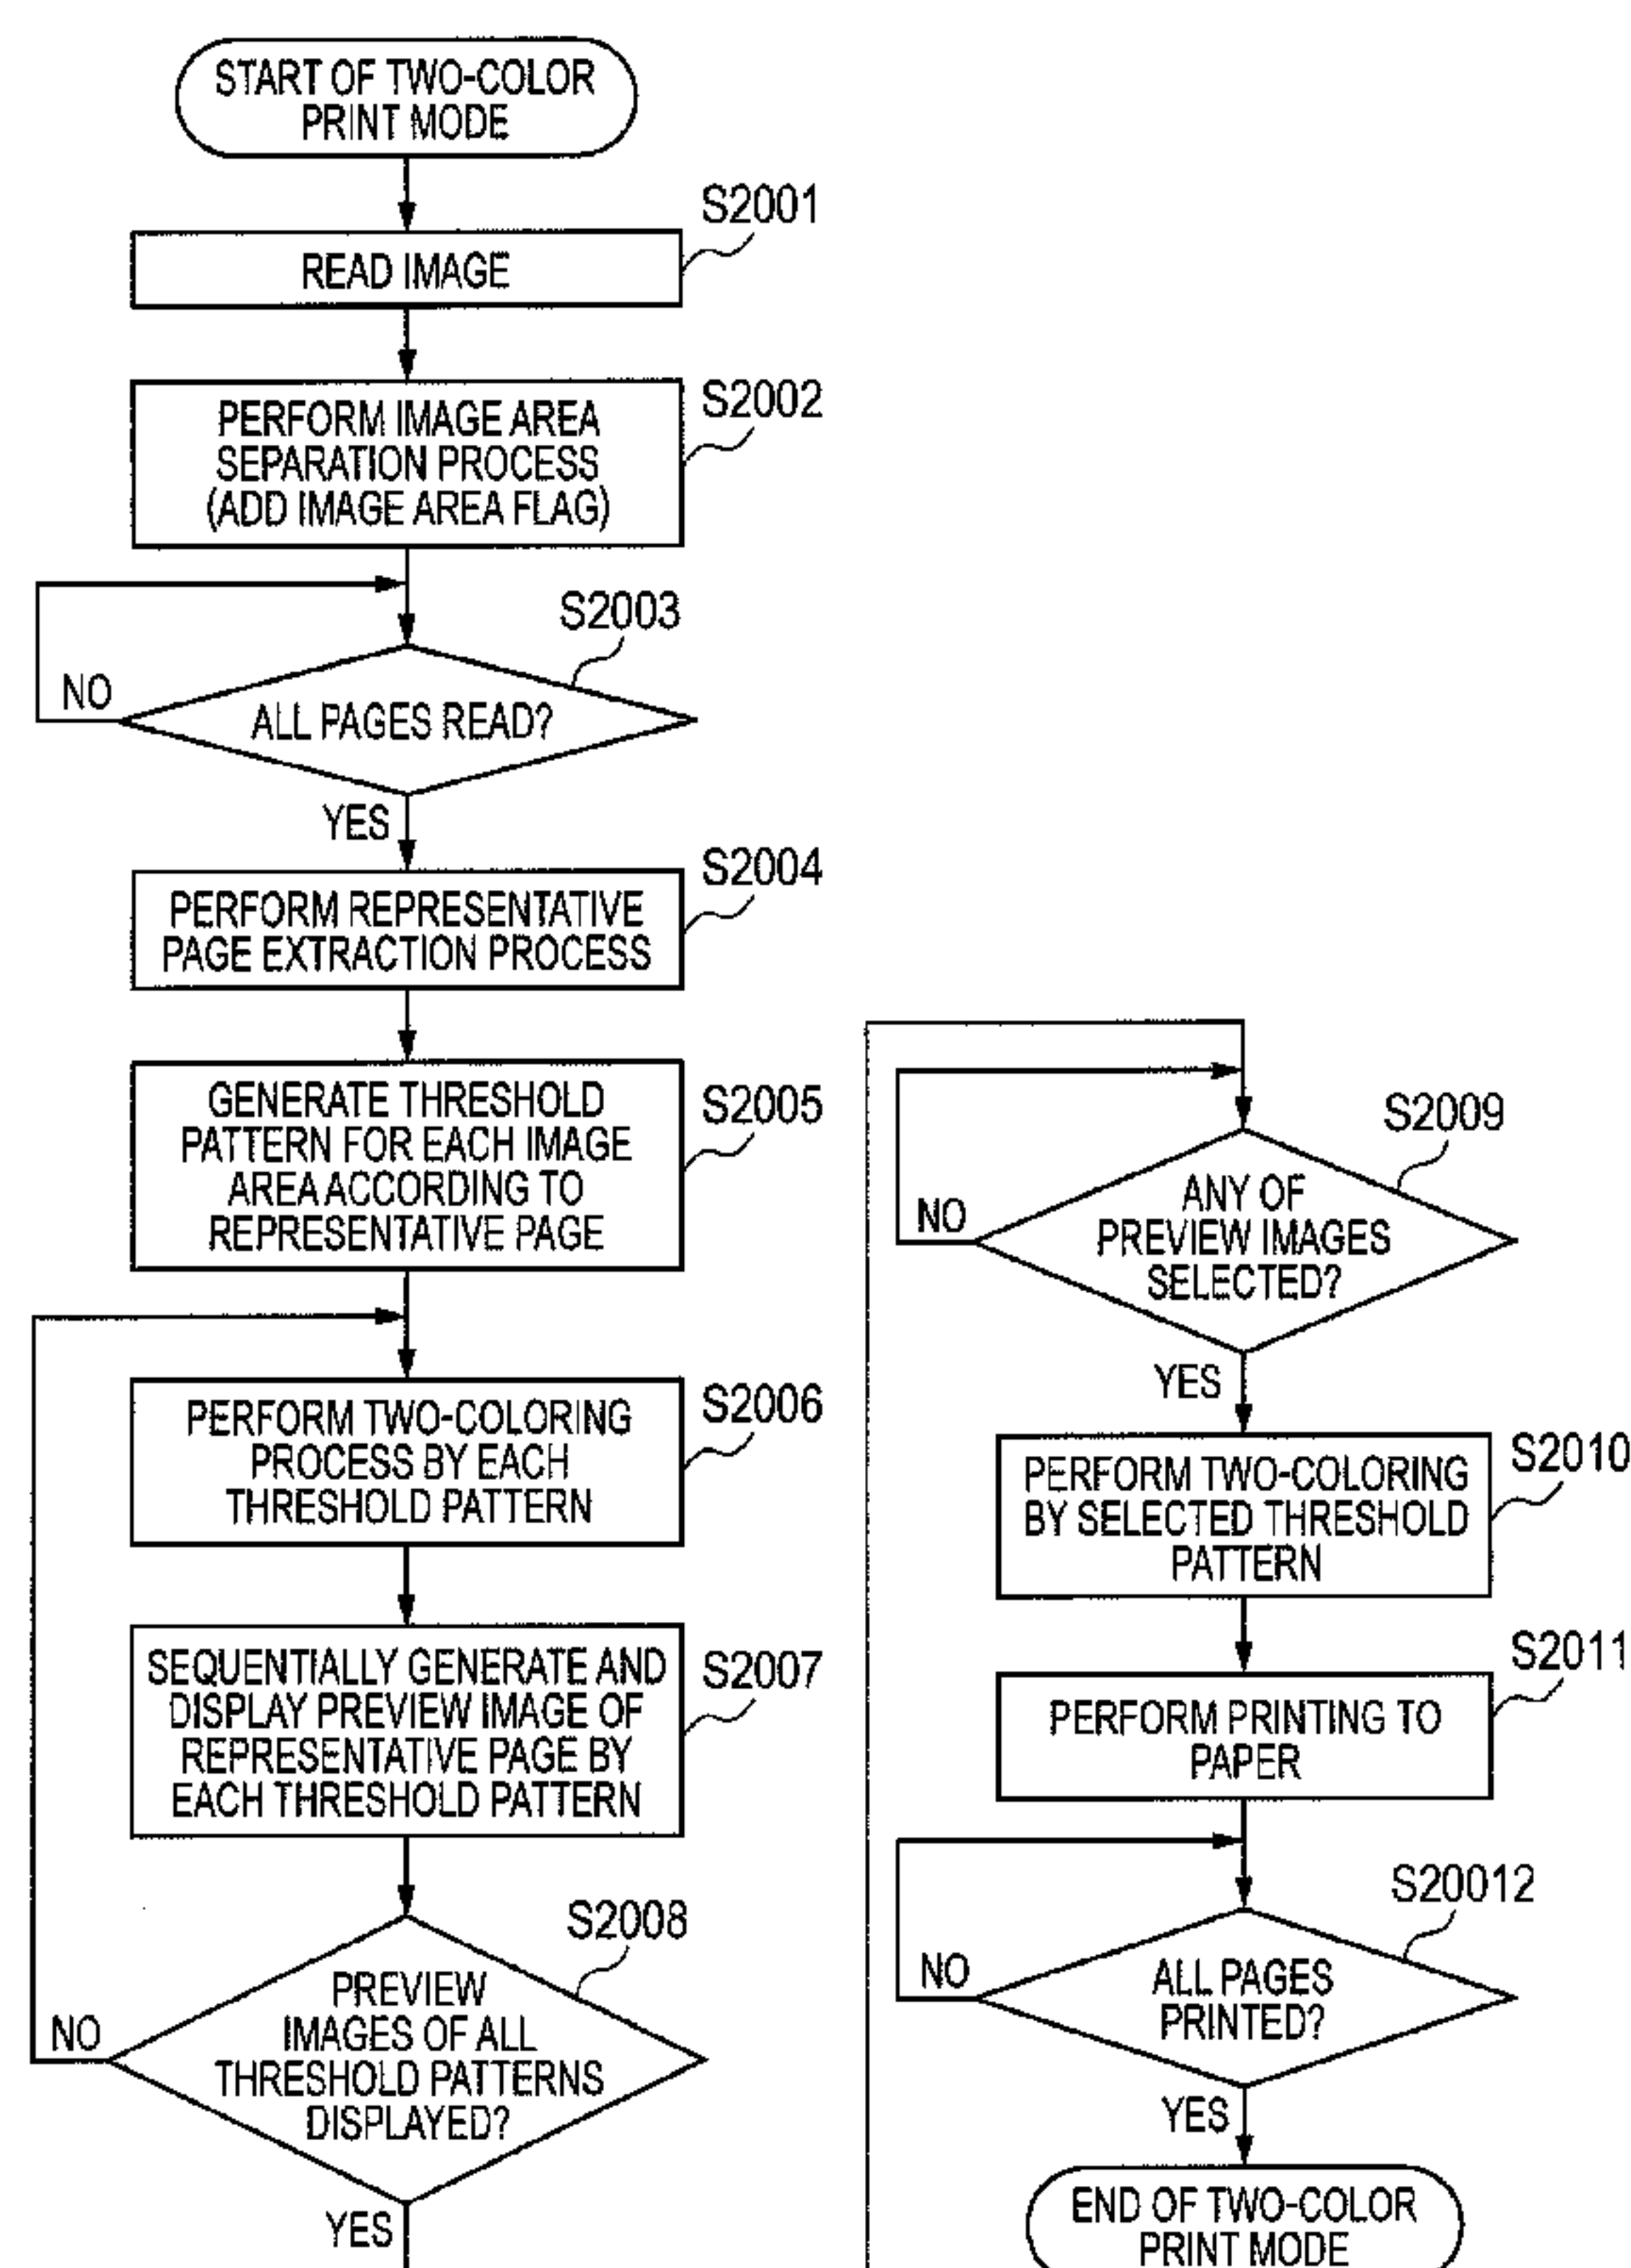 START OF TWO-COLOR
PRINT MODE
S2001
READ IMAGE
S2002
PERFORM IMAGE AREA
SEPARATION PROCESS
(ADD IMAGE AREA FLAG)
S2003
NO
ALL PAGES READ?
YES
S2004
PERFORM REPRESENTATIVE
PAGE EXTRACTION PROCESS
S2005
GENERATE THRESHOLD
PATTERN FOR EACH IMAGE
AREA ACCORDING TO
REPRESENTATIVE PAGE
S2006
PERFORM TWO-COLORING
PROCESS BY EACH
THRESHOLD PATTERN
S2007
SEQUENTIALLY GENERATE AND
DISPLAY PREVIEW IMAGE OF
REPRESENTATIVE PAGE BY
EACH THRESHOLD PATTERN
S2008
NO
PREVIEW
IMAGES OF ALL
THRESHOLD PATTERNS
DISPLAYED?
YES
S2009
NO
ANY OF
PREVIEW IMAGES
SELECTED?
YES
S2010
PERFORM TWO-COLORING
BY SELECTED THRESHOLD
PATTERN
S2011
PERFORM PRINTING TO
PAPER
S20012
NO
ALL PAGES
PRINTED?
YES
END OF TWO-COLOR
PRINT MODE